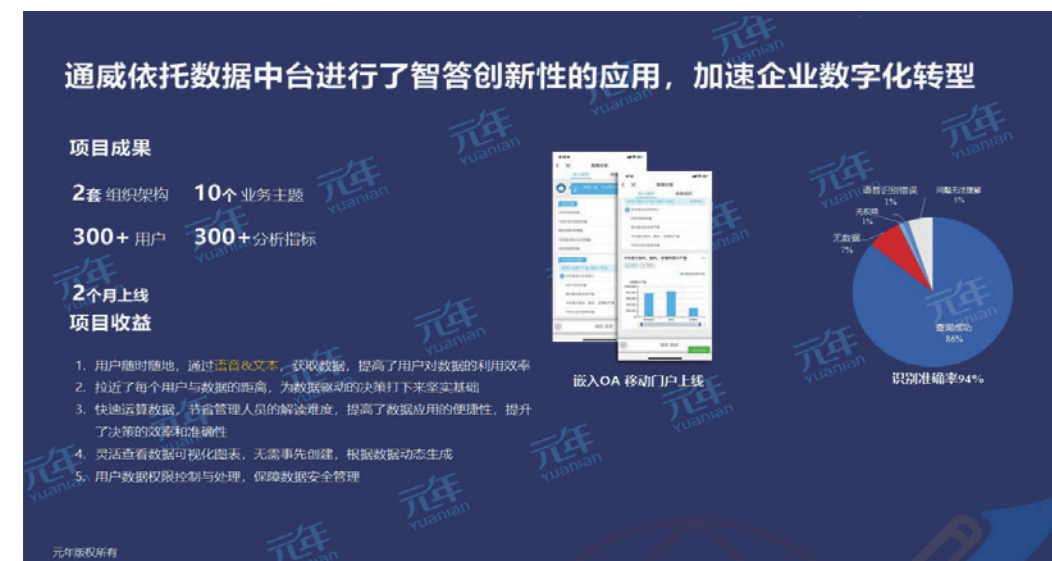 通威依托数据中台进行了智答创新性的应用，加速企业数字化转型
项目成果
2套 组织架构 10个 业务主题
300+ 用户 300+分析指标
2个月上线
项目收益
1. 用户随时随地，通过语音&文本，获取数据，提高了用户对数据的利用效率
2. 拉近了每个用户与数据的距离，为数据驱动的决策打下来坚实基础
3. 快速运算数据，节省管理人员的解读难度，提高了数据应用的便捷性，提升
了决策的效率和准确性
4. 灵活查看数据可视化图表，无需事先创建，根据数据动态生成
5. 用户数据权限控制与处理，保障数据安全管理
嵌入OA 移动门户上线
语音识别错误
1%
问题无法理解
5%
无权限
1%
无数据
7%
查询成功
86%
识别准确率94%
元年版权所有
元年
Yuanian